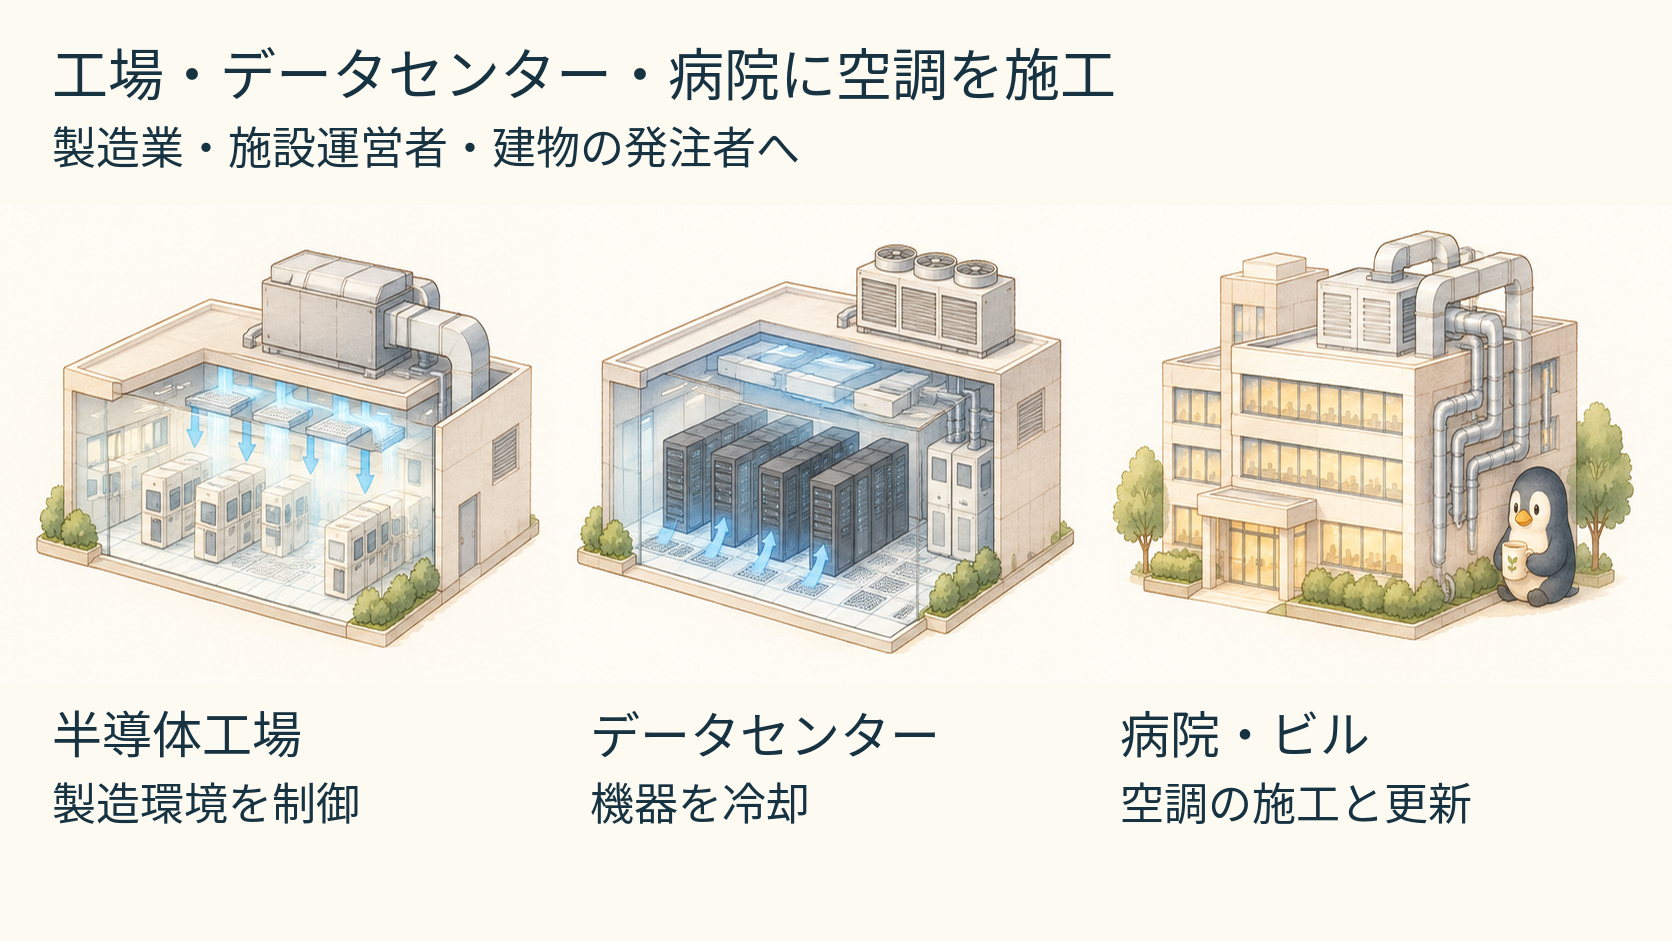 工場・データセンター・病院に空調を施工
製造業・施設運営者・建物の発注者へ
半導体工場
製造環境を制御
データセンター
機器を冷却
病院・ビル
空調の施工と更新